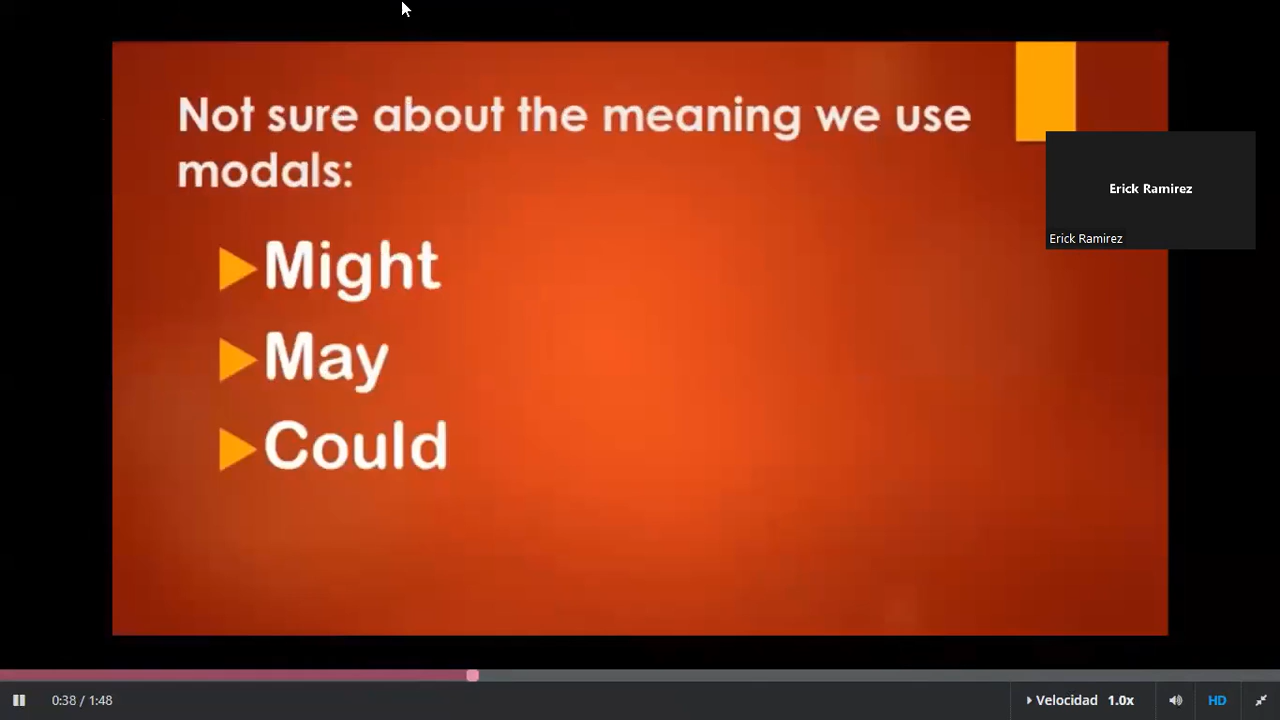 Not sure about the meaning we use
modals:
Might
May
Could
Erick Ramirez
Erick Ramirez
0:38 / 1:48
Velocidad 1.0x
HD